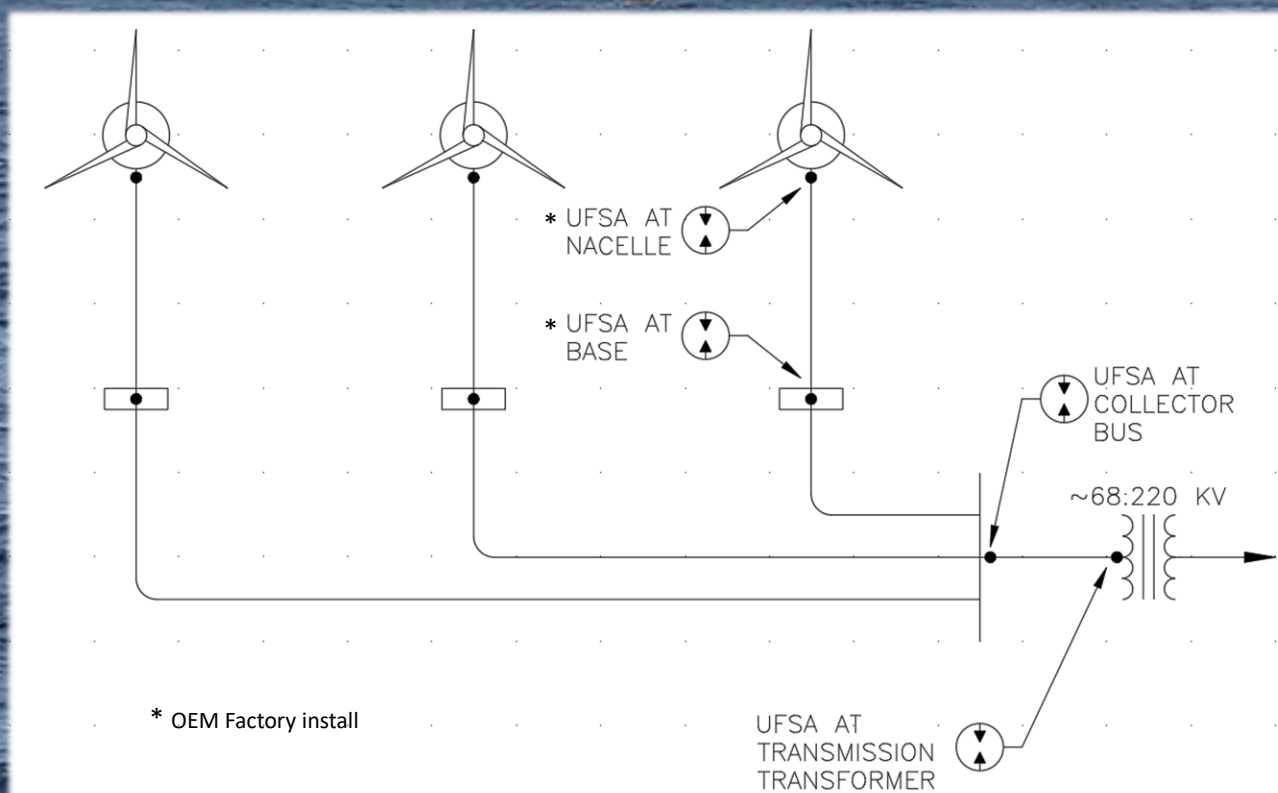 * UFSA AT
NACELLE
* UFSA AT
BASE
UFSA AT
COLLECTOR
BUS
~68:220 KV
* OEM Factory install
UFSA AT
TRANSMISSION
TRANSFORMER